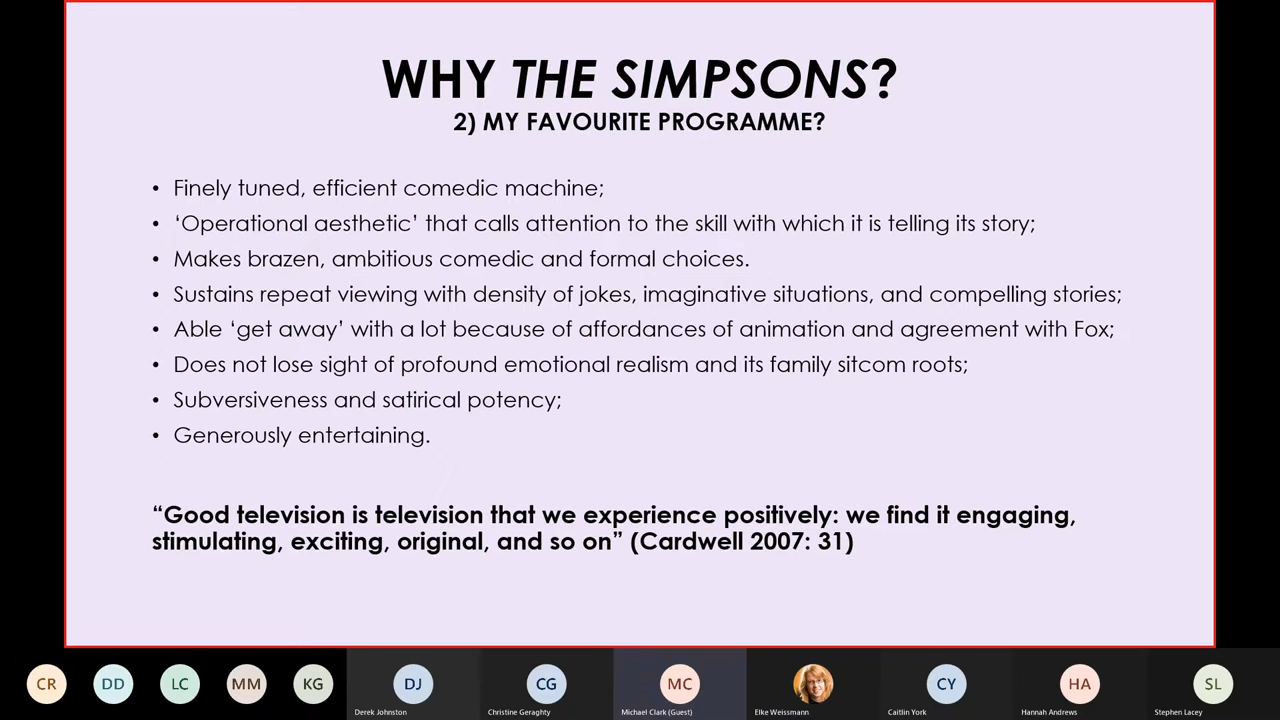 WHY THE SIMPSONS?
2) MY FAVOURITE PROGRAMME?
• Finely tuned, efficient comedic machine;
• ‘Operational aesthetic’ that calls attention to the skill with which it is telling its story;
• Makes brazen, ambitious comedic and formal choices.
• Sustains repeat viewing with density of jokes, imaginative situations, and compelling stories;
• Able ‘get away’ with a lot because of affordances of animation and agreement with Fox;
• Does not lose sight of profound emotional realism and its family sitcom roots;
• Subversiveness and satirical potency;
• Generously entertaining.
“Good television is television that we experience positively: we find it engaging,
stimulating, exciting, original, and so on” (Cardwell 2007: 31)
CR DD LC MM KG DJ CG MC CY HA SL
Derek Johnston Christine Geraghty Michael Clark (Guest) Elke Weissmann Caitlin York Hannah Andrews Stephen Lacey